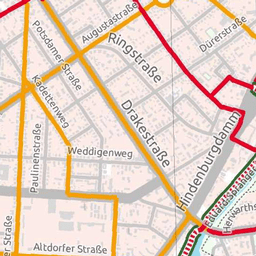 Augustastraße
Potsdamer Straße
Ringstraße
Dürerstraße
Kadettenweg
Drakestraße
Hindenburgdamm
Paulinenstraße
Weddigenweg
Altdorfer Straße